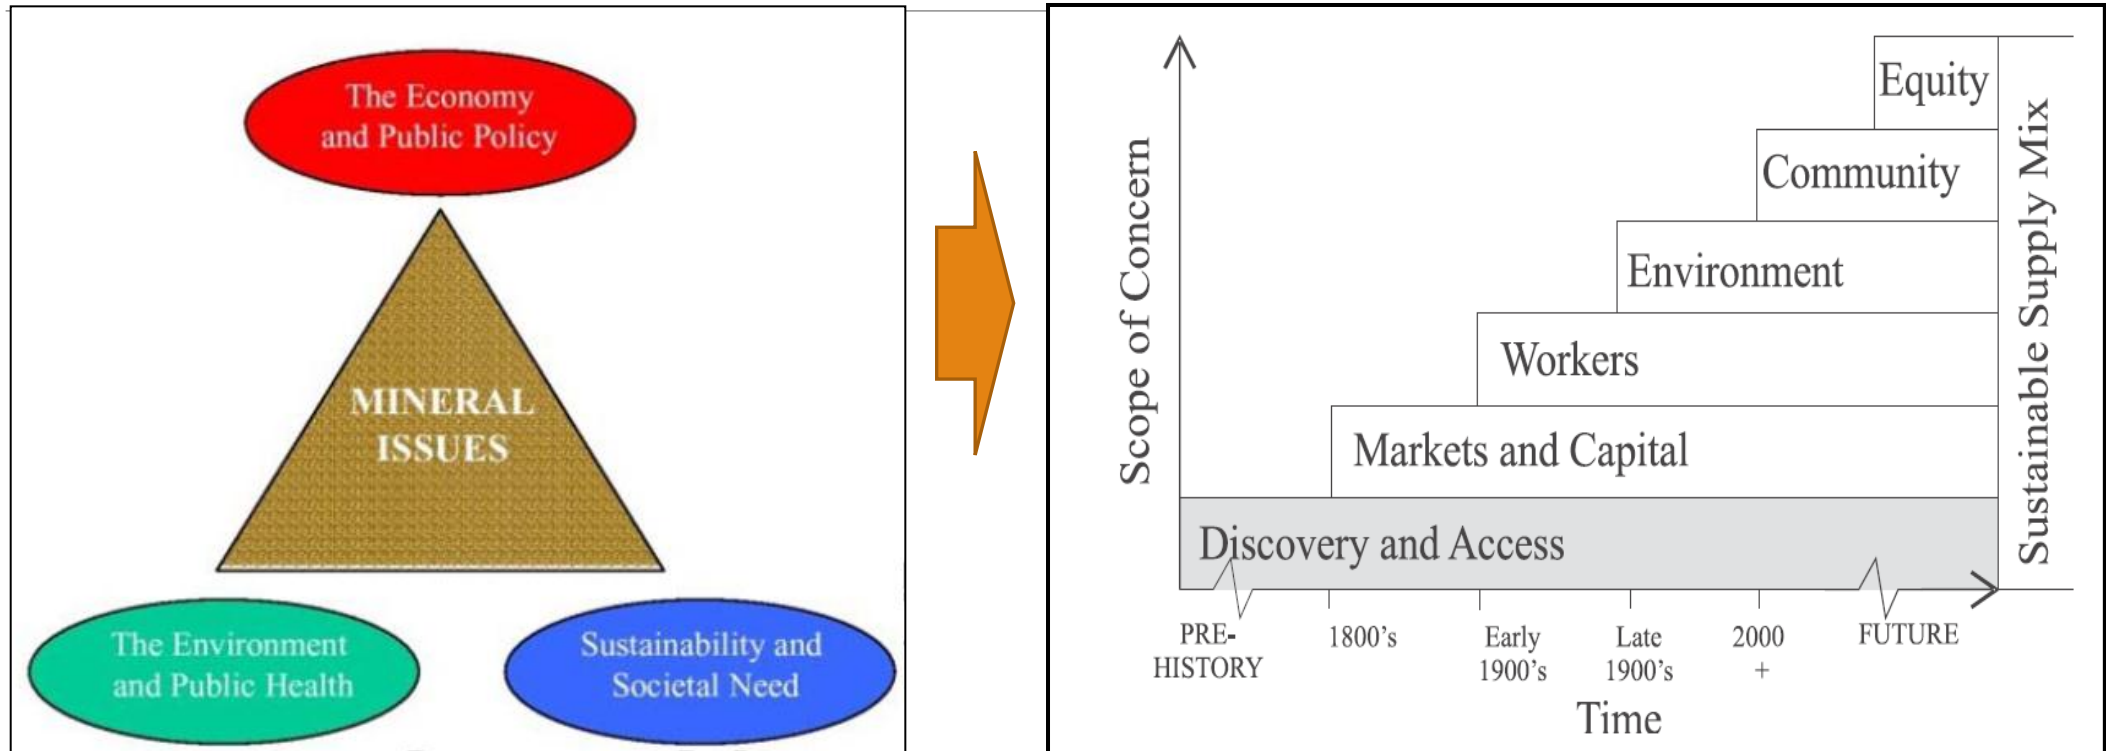 The Economy
and Public Policy
MINERAL
ISSUES
The Environment
and Public Health
Sustainability and
Societal Need
Scope of Concern
Equity
Community
Environment
Workers
Markets and Capital
Discovery and Access
Sustainable Supply Mix
PRE-
HISTORY
1800’s
Early
1900’s
Late
1900’s
2000
+
FUTURE
Time